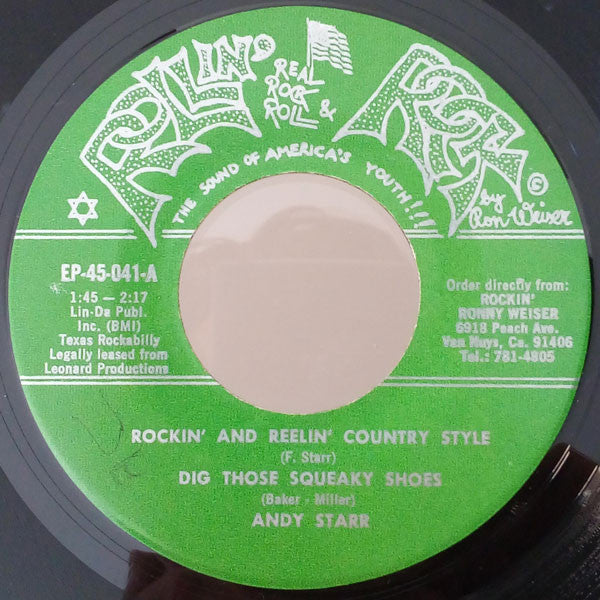 ROLLIN' ROCK
REAL
ROCK
&
ROLL
THE SOUND OF AMERICA'S YOUTH!!!
©
by
Ron Weiser
EP-45-041-A
1:45 — 2:17
Lin-Da Publ.
Inc. (BMI)
Texas Rockabilly
Legally leased from
Leonard Productions
Order directly from:
ROCKIN'
RONNY WEISER
6918 Peach Ave.
Van Nuys, Ca. 91406
Tel.: 781-4805
ROCKIN' AND REELIN' COUNTRY STYLE
(F. Starr)
DIG THOSE SQUEAKY SHOES
(Baker - Miller)
ANDY STARR